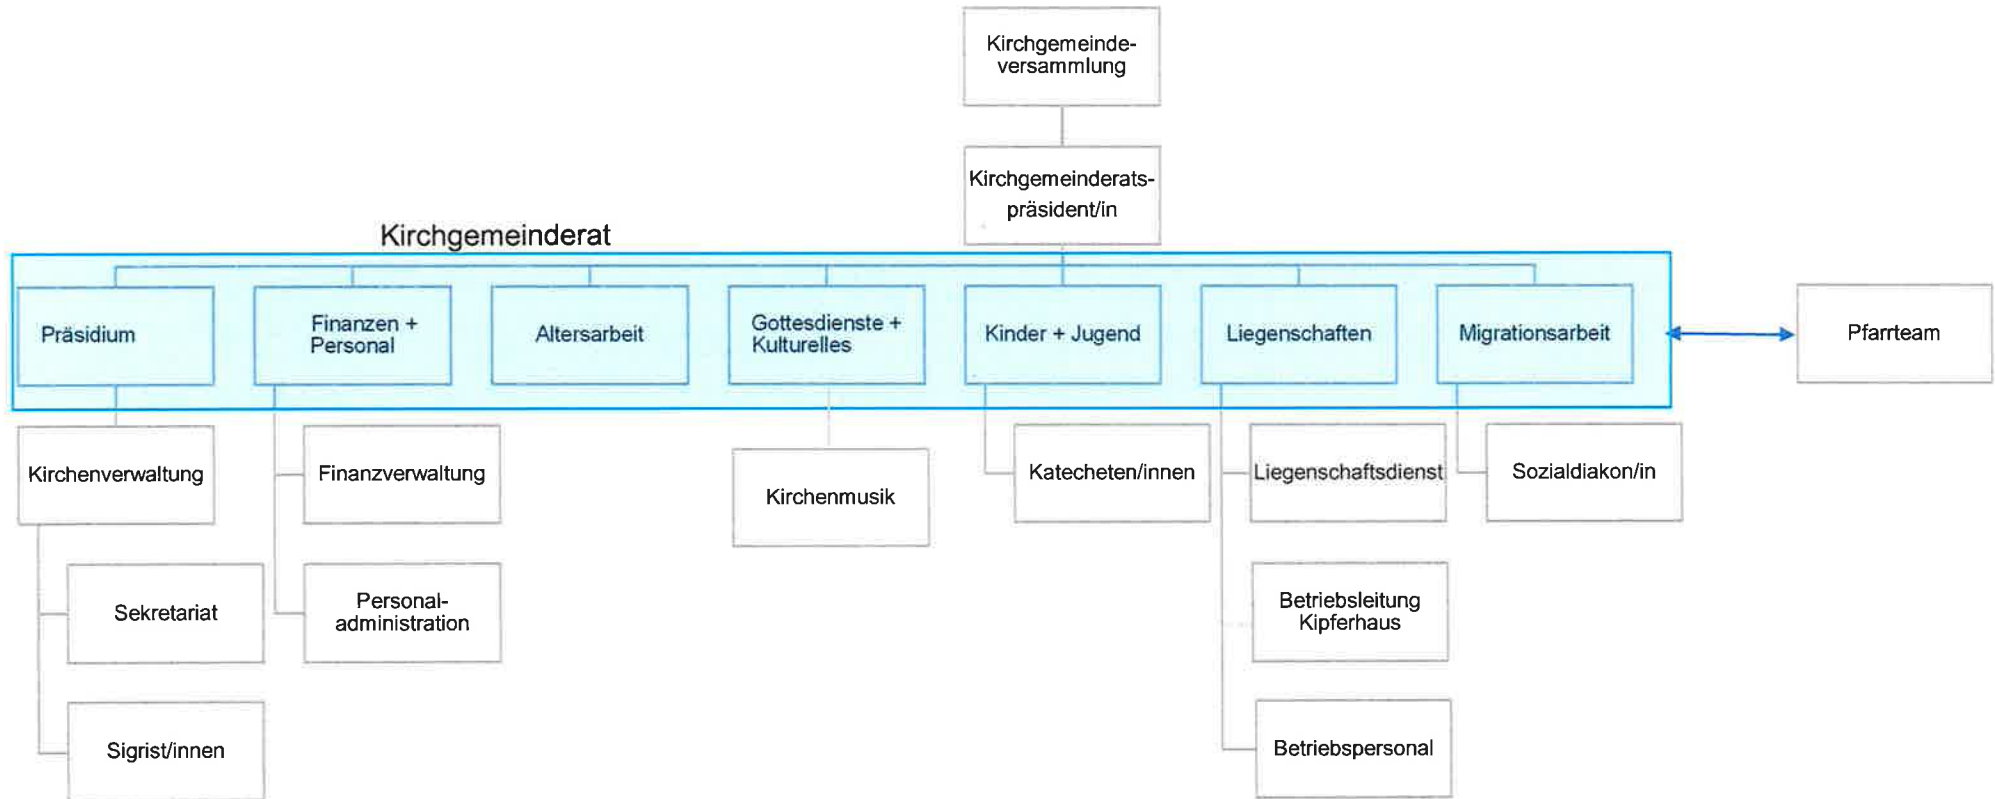 Kirchgemeinde-
versammlung
Kirchgemeinderats-
präsident/in
Kirchgemeinderat
Präsidium
Finanzen +
Personal
Altersarbeit
Gottesdienste +
Kulturelles
Kinder + Jugend
Liegenschaften
Migrationsarbeit
Pfarrteam
Kirchenverwaltung
Finanzverwaltung
Kirchenmusik
Katecheten/innen
Liegenschaftsdienst
Sozialdiakon/in
Sekretariat
Personal-
administration
Betriebsleitung
Kipferhaus
Sigrist/innen
Betriebspersonal